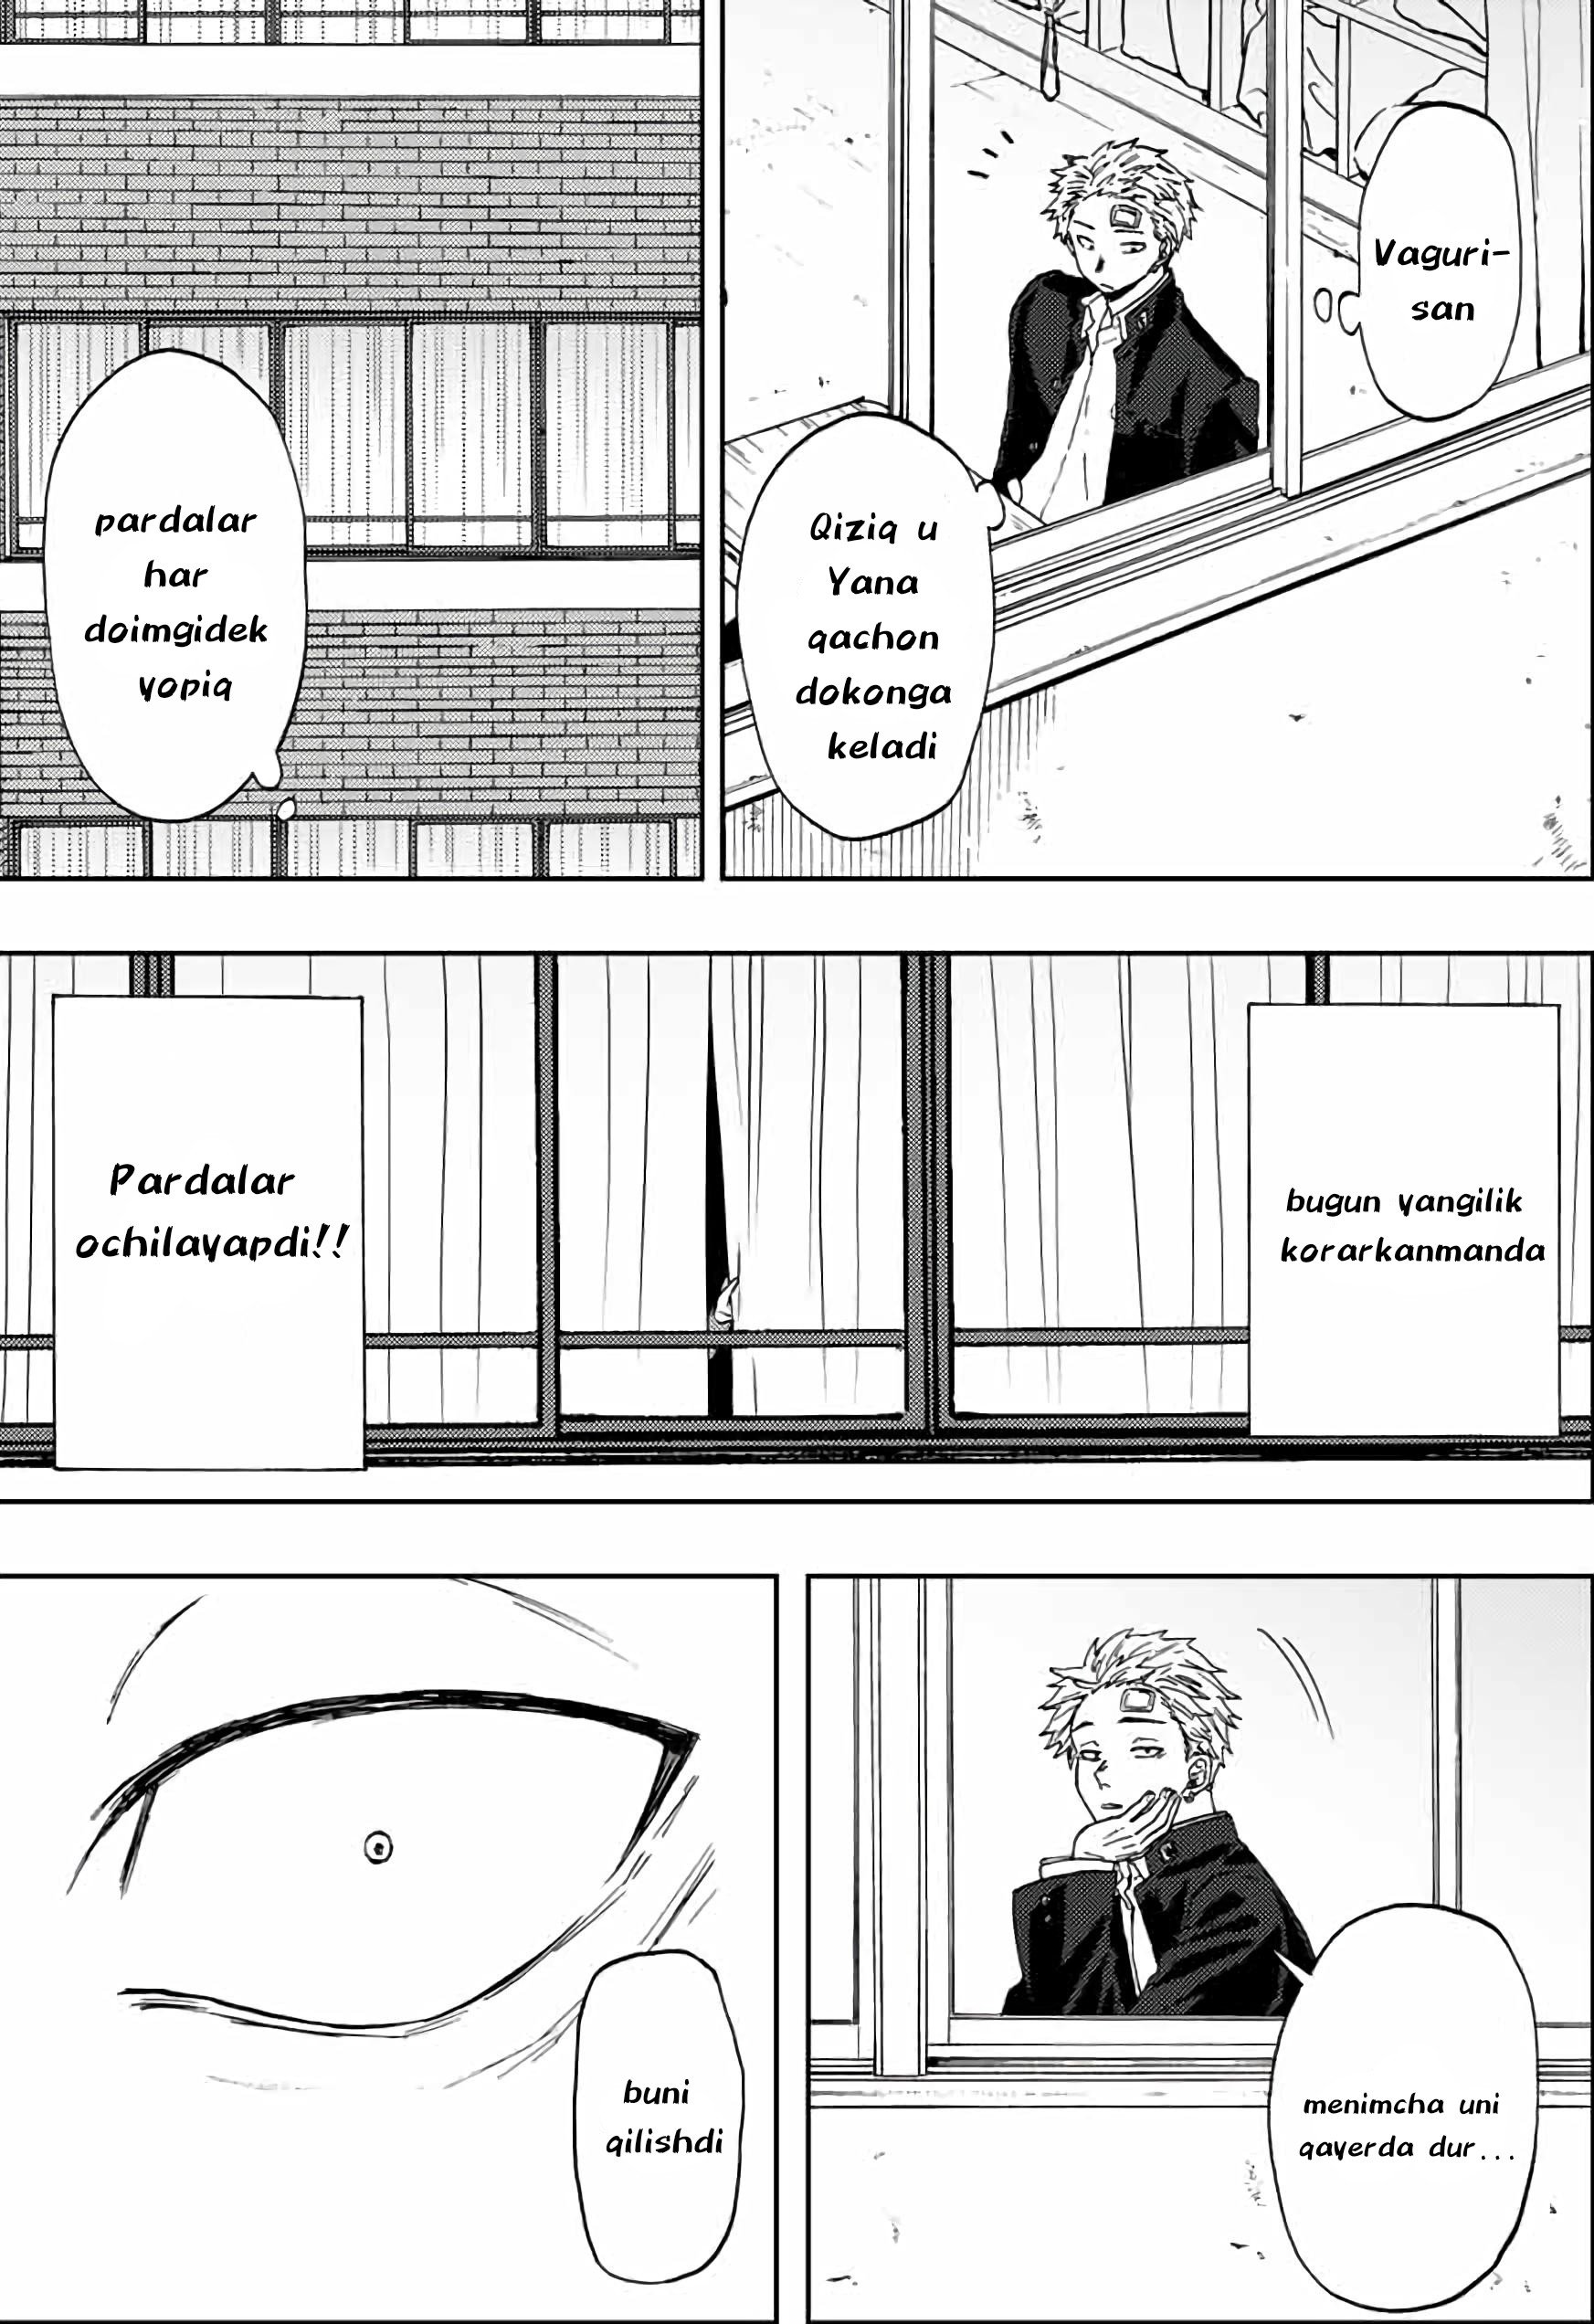 Vaguri-
san
Qiziq u
Yana
qachon
dokonga
keladi
pardalar
har
doimgidek
yopiq
bugun yangilik
korarkanmanda
Pardalar
ochilayapdi!!
menimcha uni
qayerda dur...
buni
qilishdi